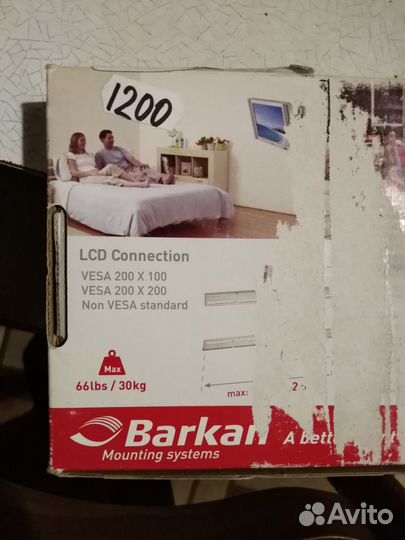 1200
LCD Connection
VESA 200 X 100
VESA 200 X 200
Non VESA standard
Max
66lbs / 30kg
max:
2
Barkan
A bett
Mounting systems
Avito